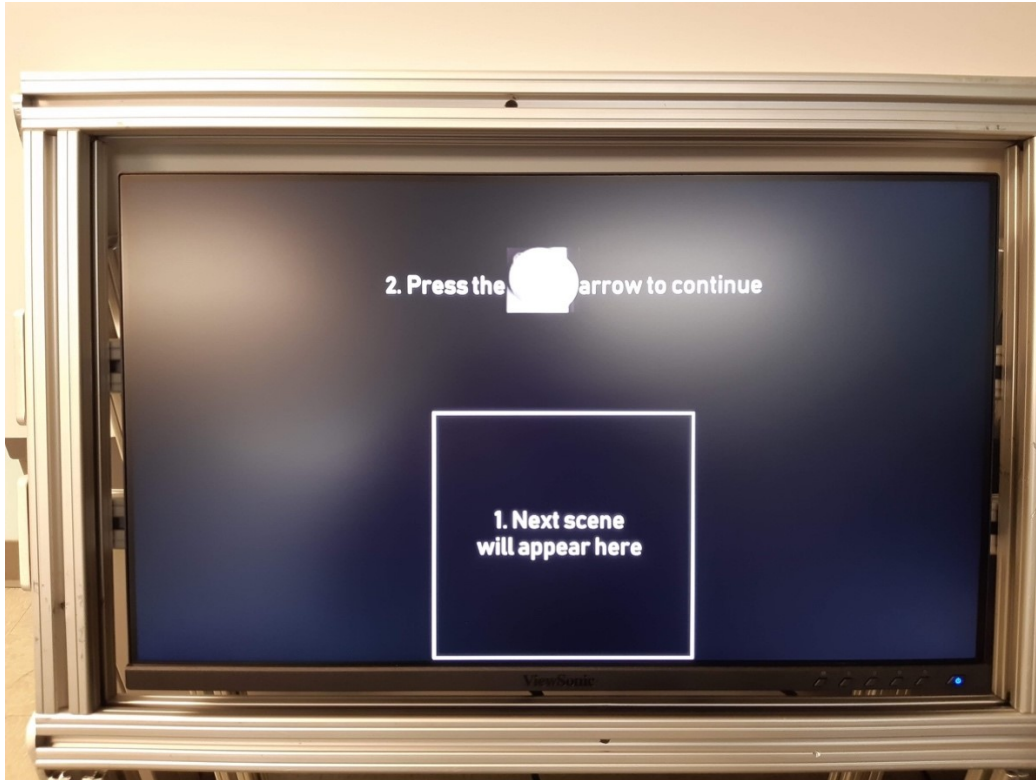 2. Press the arrow to continue
1. Next scene
will appear here
ViewSonic